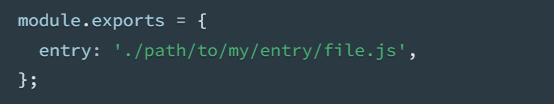 module.exports = {
  entry: './path/to/my/entry/file.js',
};